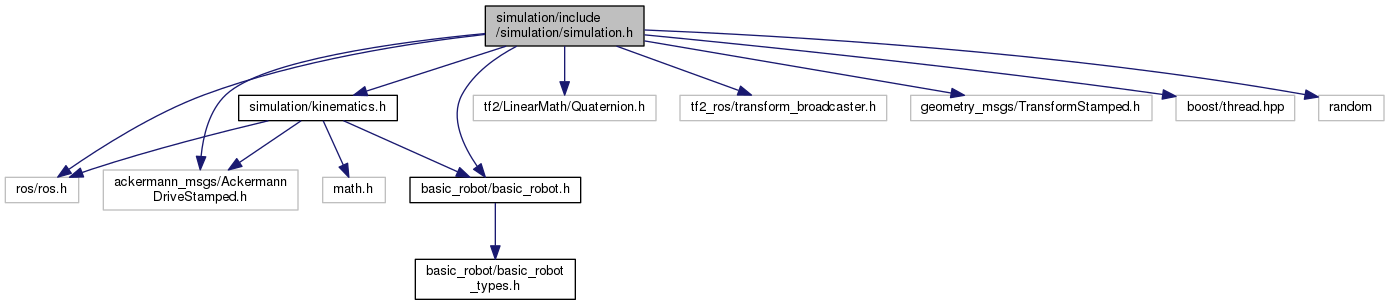 simulation/include
/simulation/simulation.h
simulation/kinematics.h
tf2/LinearMath/Quaternion.h
tf2_ros/transform_broadcaster.h
geometry_msgs/TransformStamped.h
boost/thread.hpp
random
ros/ros.h
ackermann_msgs/Ackermann
DriveStamped.h
math.h
basic_robot/basic_robot.h
basic_robot/basic_robot
_types.h